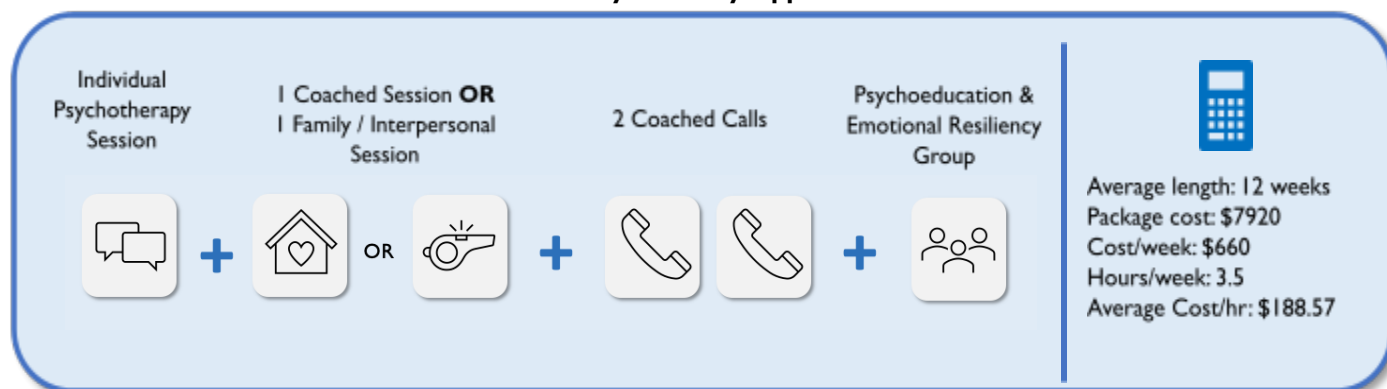 Individual
Psychotherapy
Session
1 Coached Session OR
1 Family / Interpersonal
Session
2 Coached Calls
Psychoeducation &
Emotional Resiliency
Group
OR
Average length: 12 weeks
Package cost: $7920
Cost/week: $660
Hours/week: 3.5
Average Cost/hr: $188.57